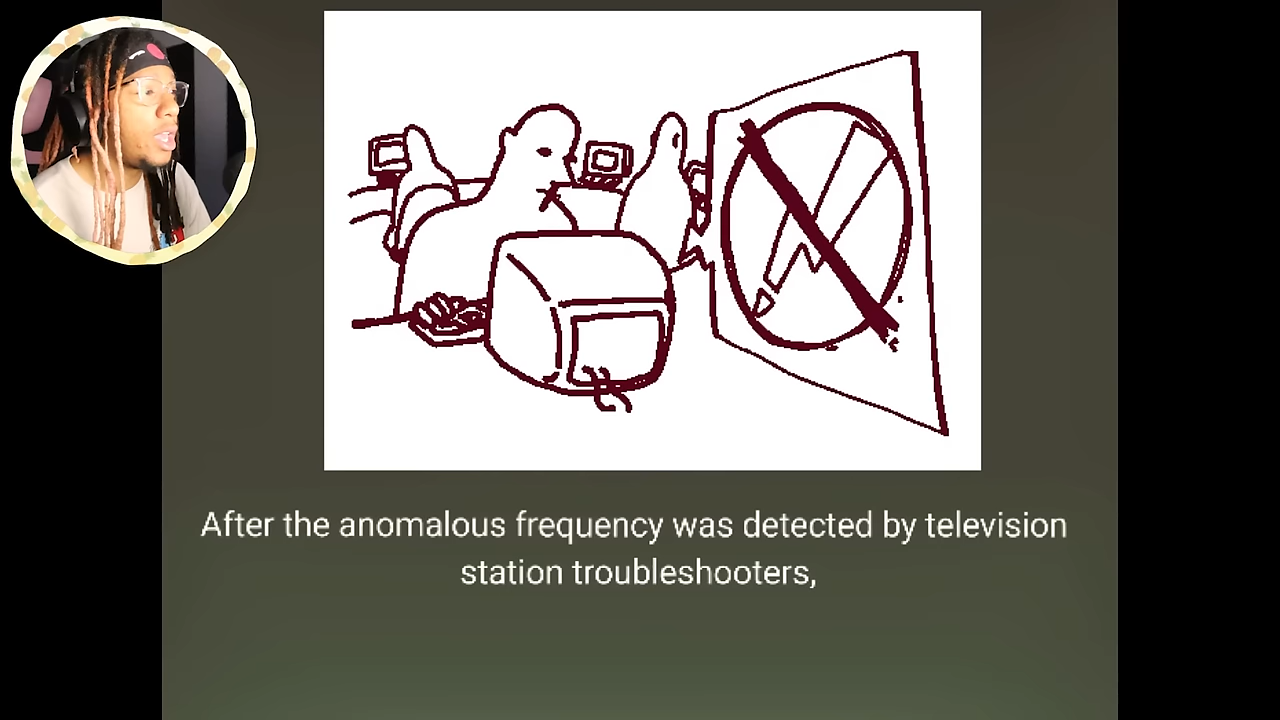 After the anomalous frequency was detected by television
station troubleshooters,